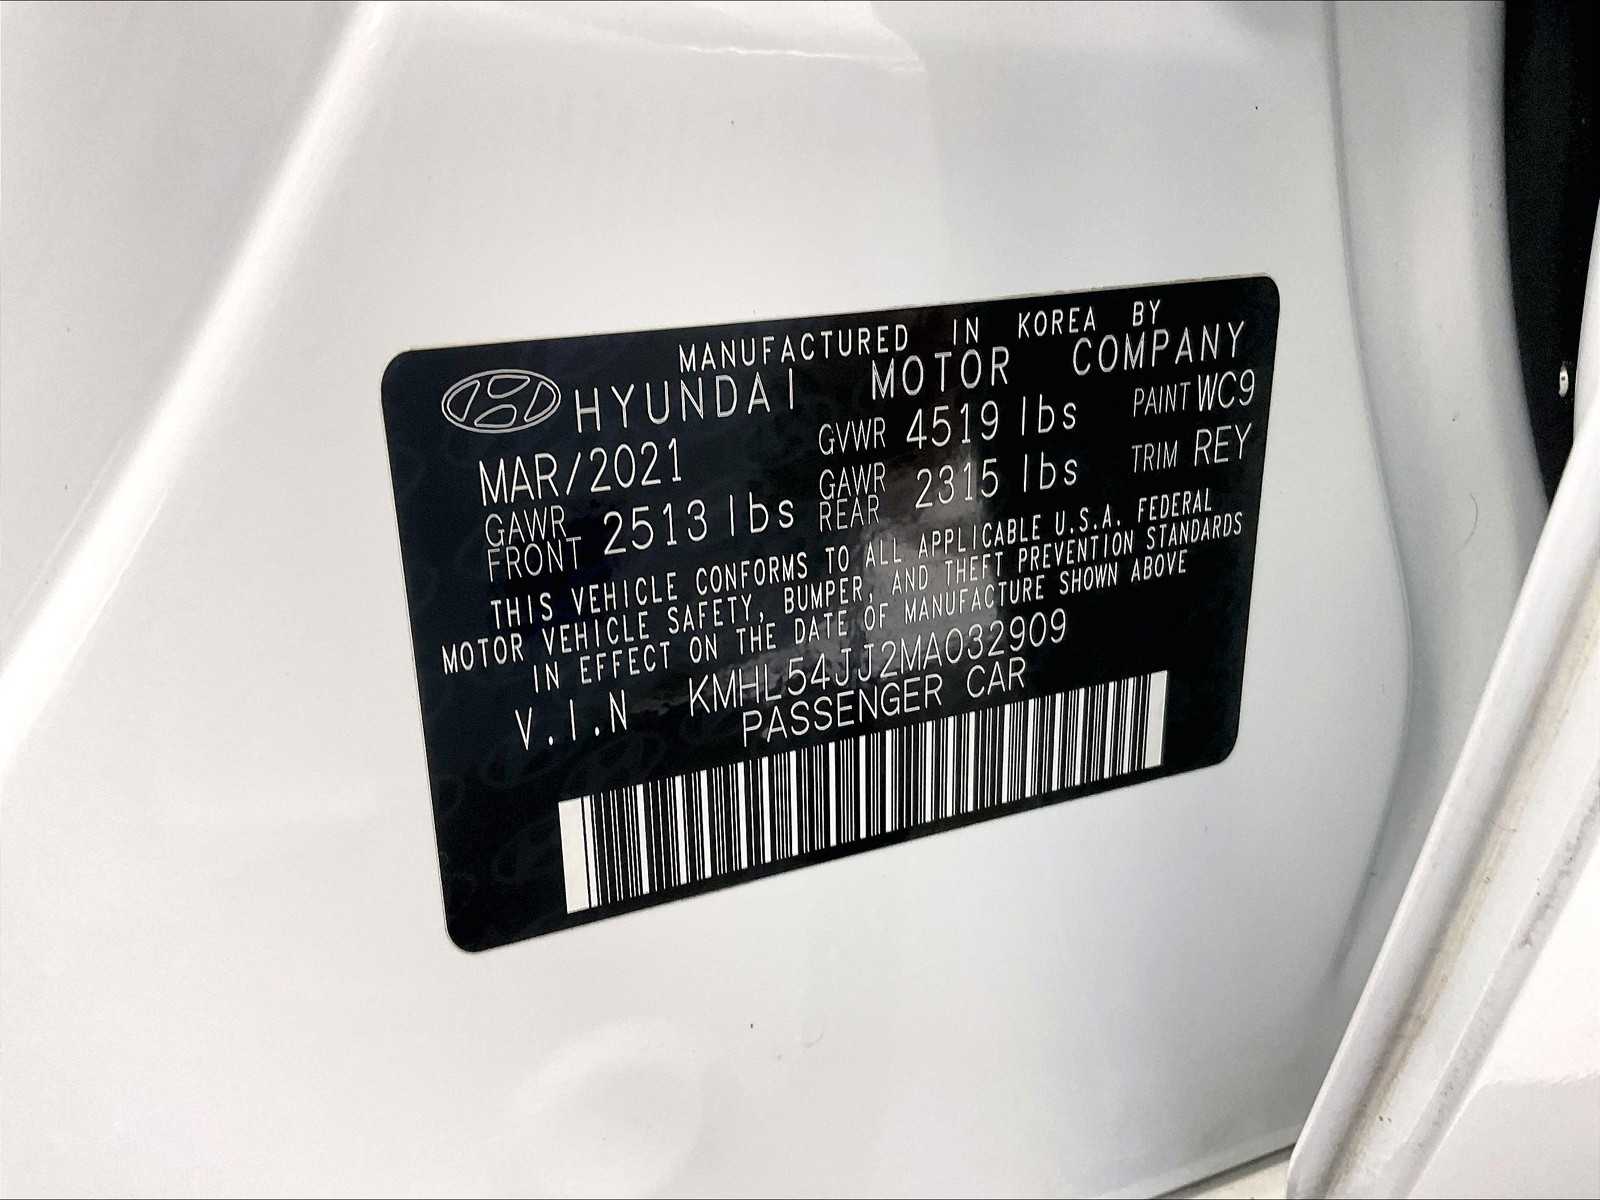 MANUFACTURED IN KOREA BY
HYUNDAI MOTOR COMPANY
MAR/2021 GVWR 4519 lbs PAINT WC9
GAWR FRONT 2513 lbs GAWR REAR 2315 lbs TRIM REY
THIS VEHICLE CONFORMS TO ALL APPLICABLE U.S.A. FEDERAL
MOTOR VEHICLE SAFETY, BUMPER, AND THEFT PREVENTION STANDARDS
IN EFFECT ON THE DATE OF MANUFACTURE SHOWN ABOVE
V.I.N KMHL54JJ2MA032909
PASSENGER CAR